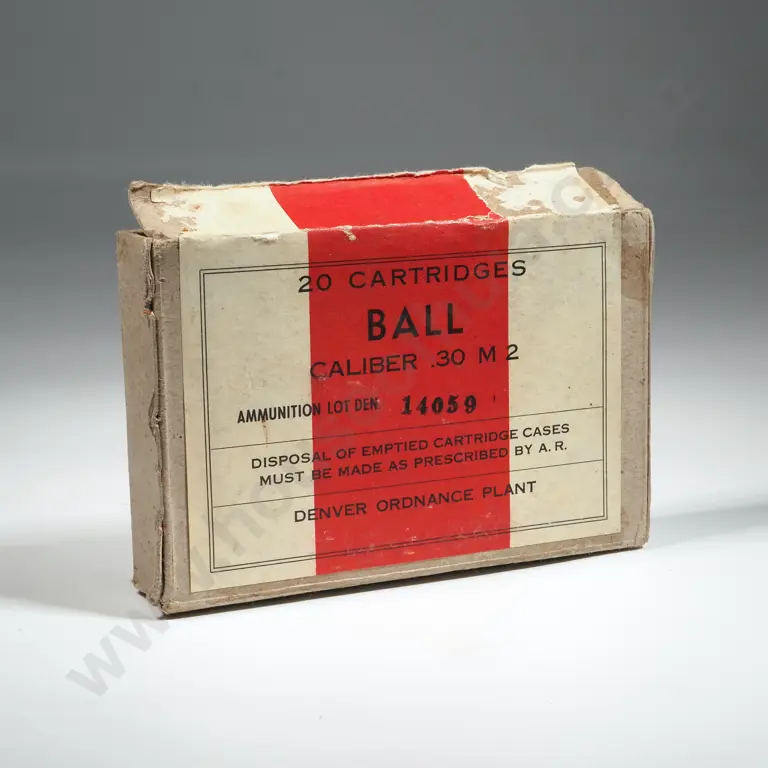 20 CARTRIDGES
BALL
CALIBER .30 M 2
AMMUNITION LOT DEN. 14059
DISPOSAL OF EMPTIED CARTRIDGE CASES
MUST BE MADE AS PRESCRIBED BY A. R.
DENVER ORDNANCE PLANT